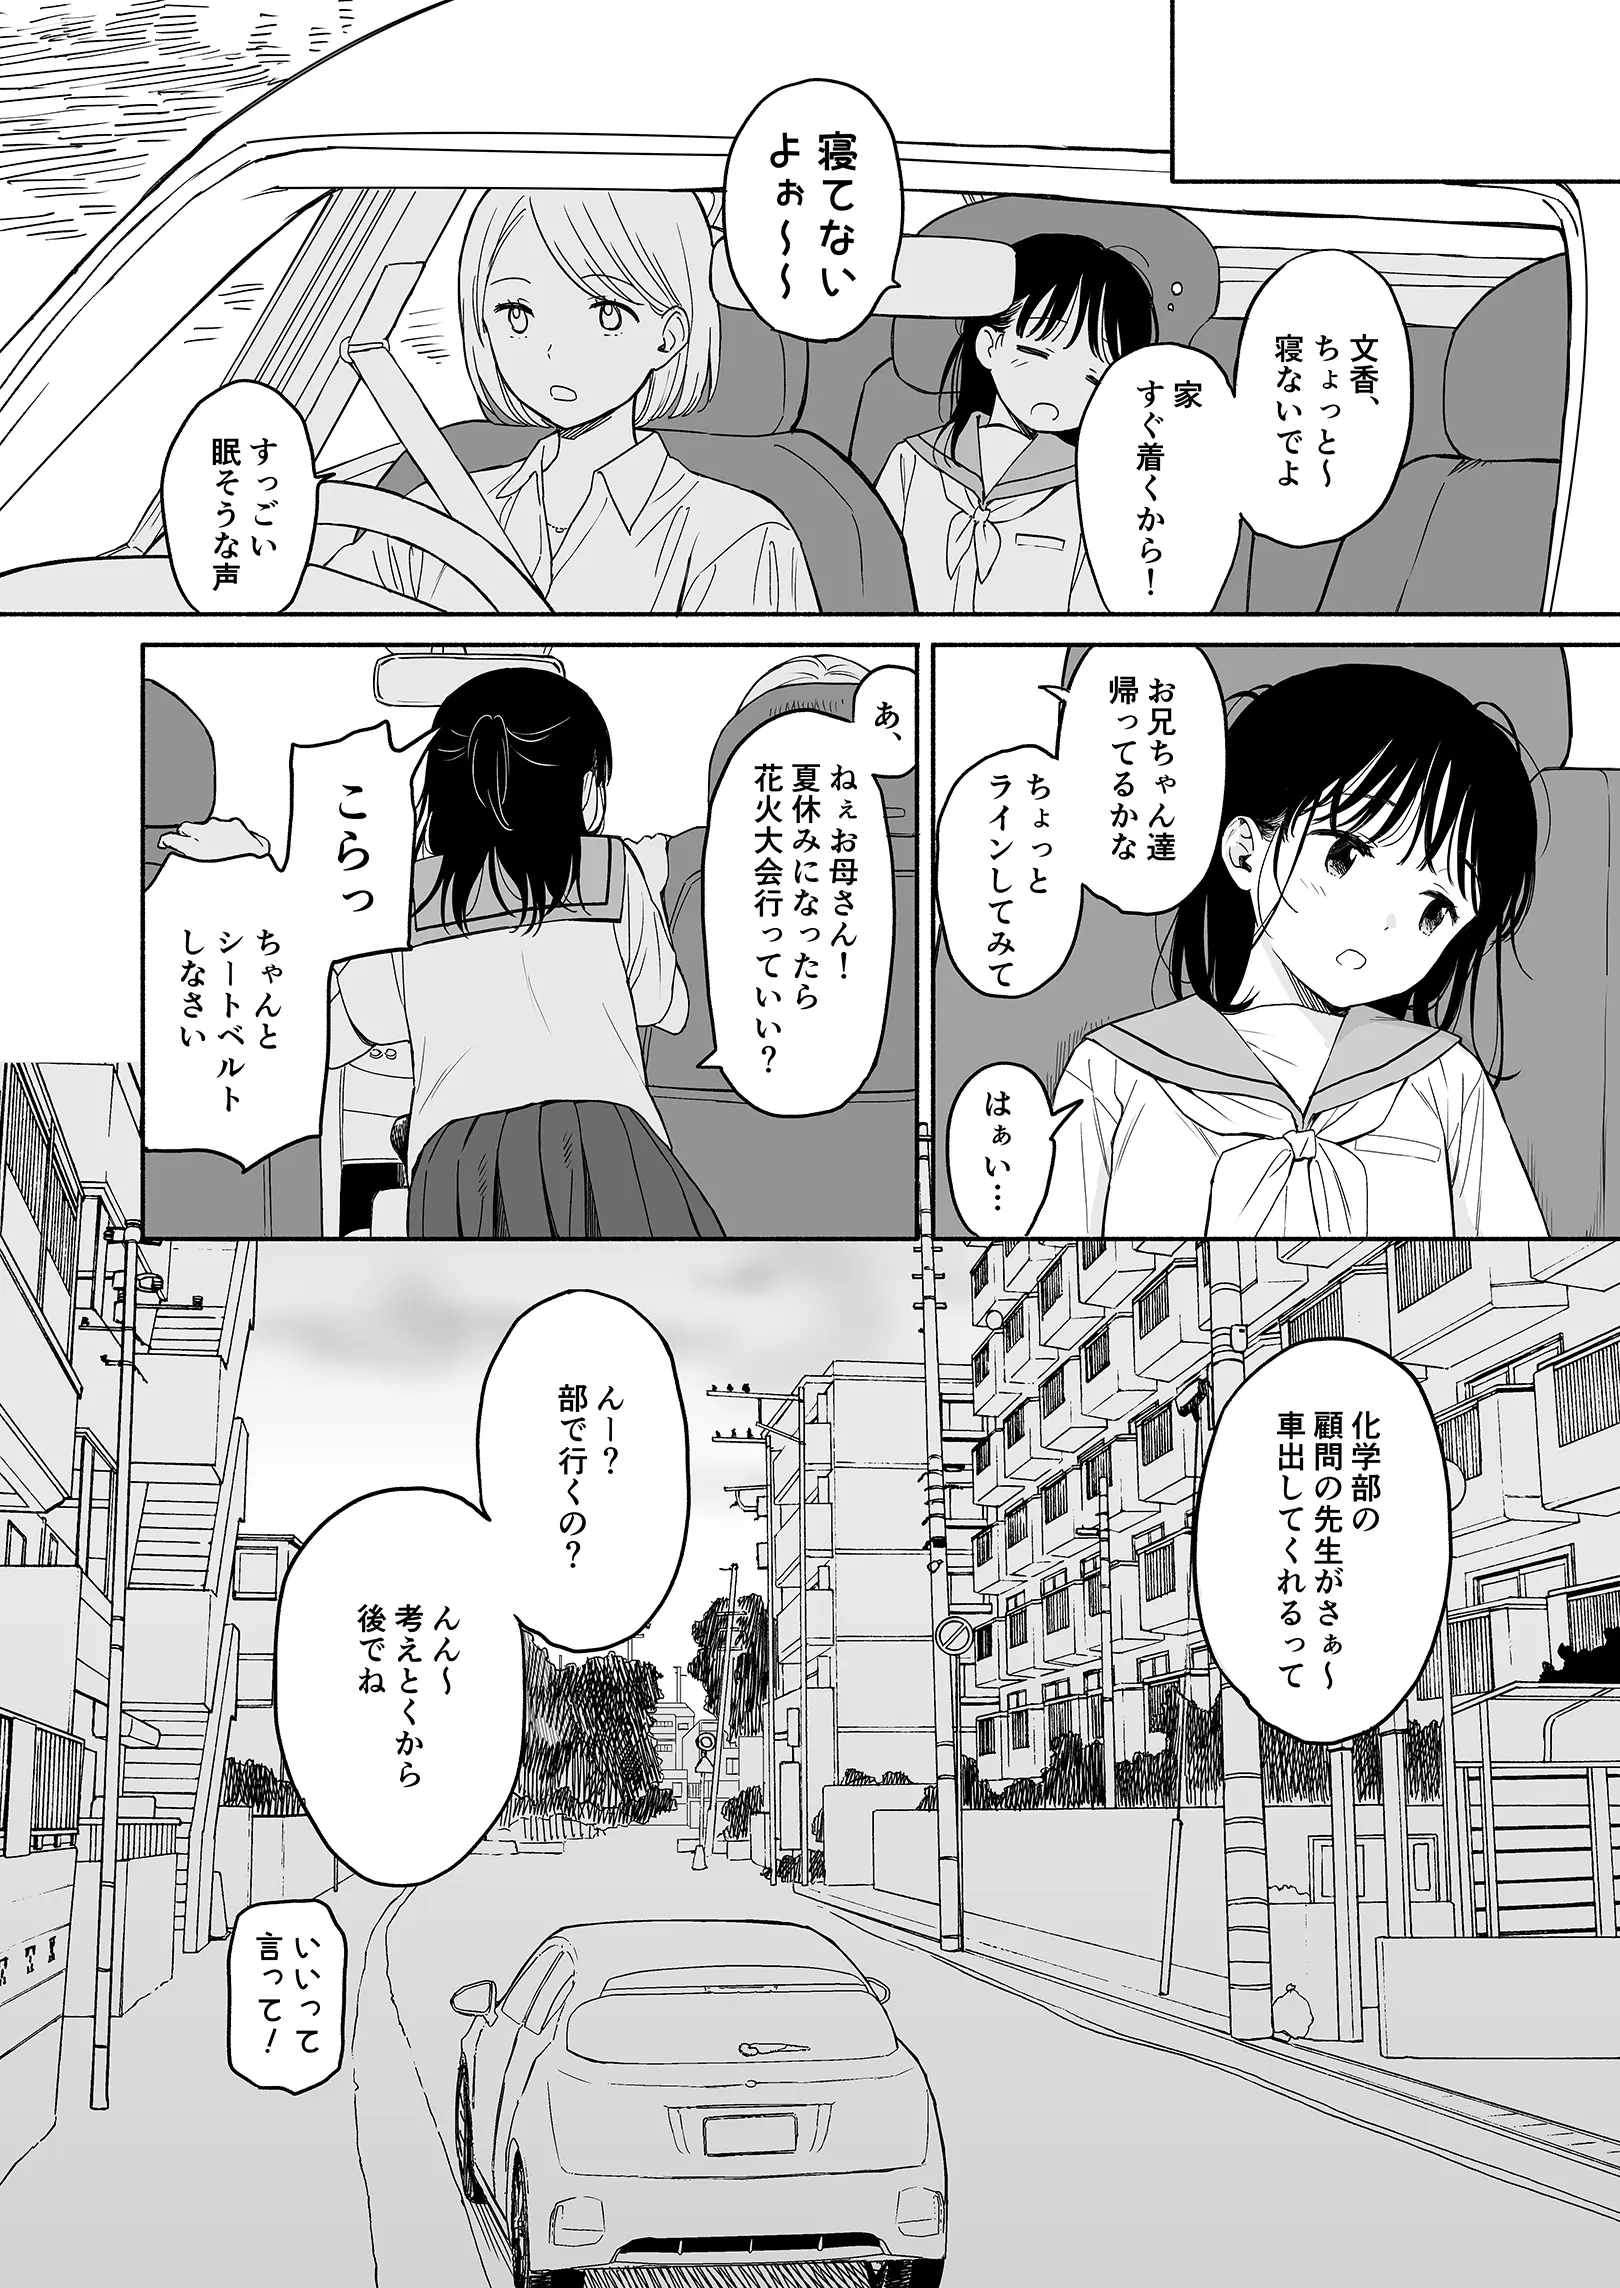 文香、
ちょっと〜
寝ないでよ
家
すぐ着くから！
寝てない
よぉ〜〜
すっごい
眠そうな声
お兄ちゃん達
帰ってるかな
ちょっと
ラインしてみて
はぁい…
あ、
ねぇお母さん！
夏休みになったら
花火大会行っていい？
こらっ
ちゃんと
シートベルト
しなさい
化学部の
顧問の先生がさぁ〜
車出してくれるって
んー？
部で行くの？
んん〜
考えとくから
後でね
いいって
言って！